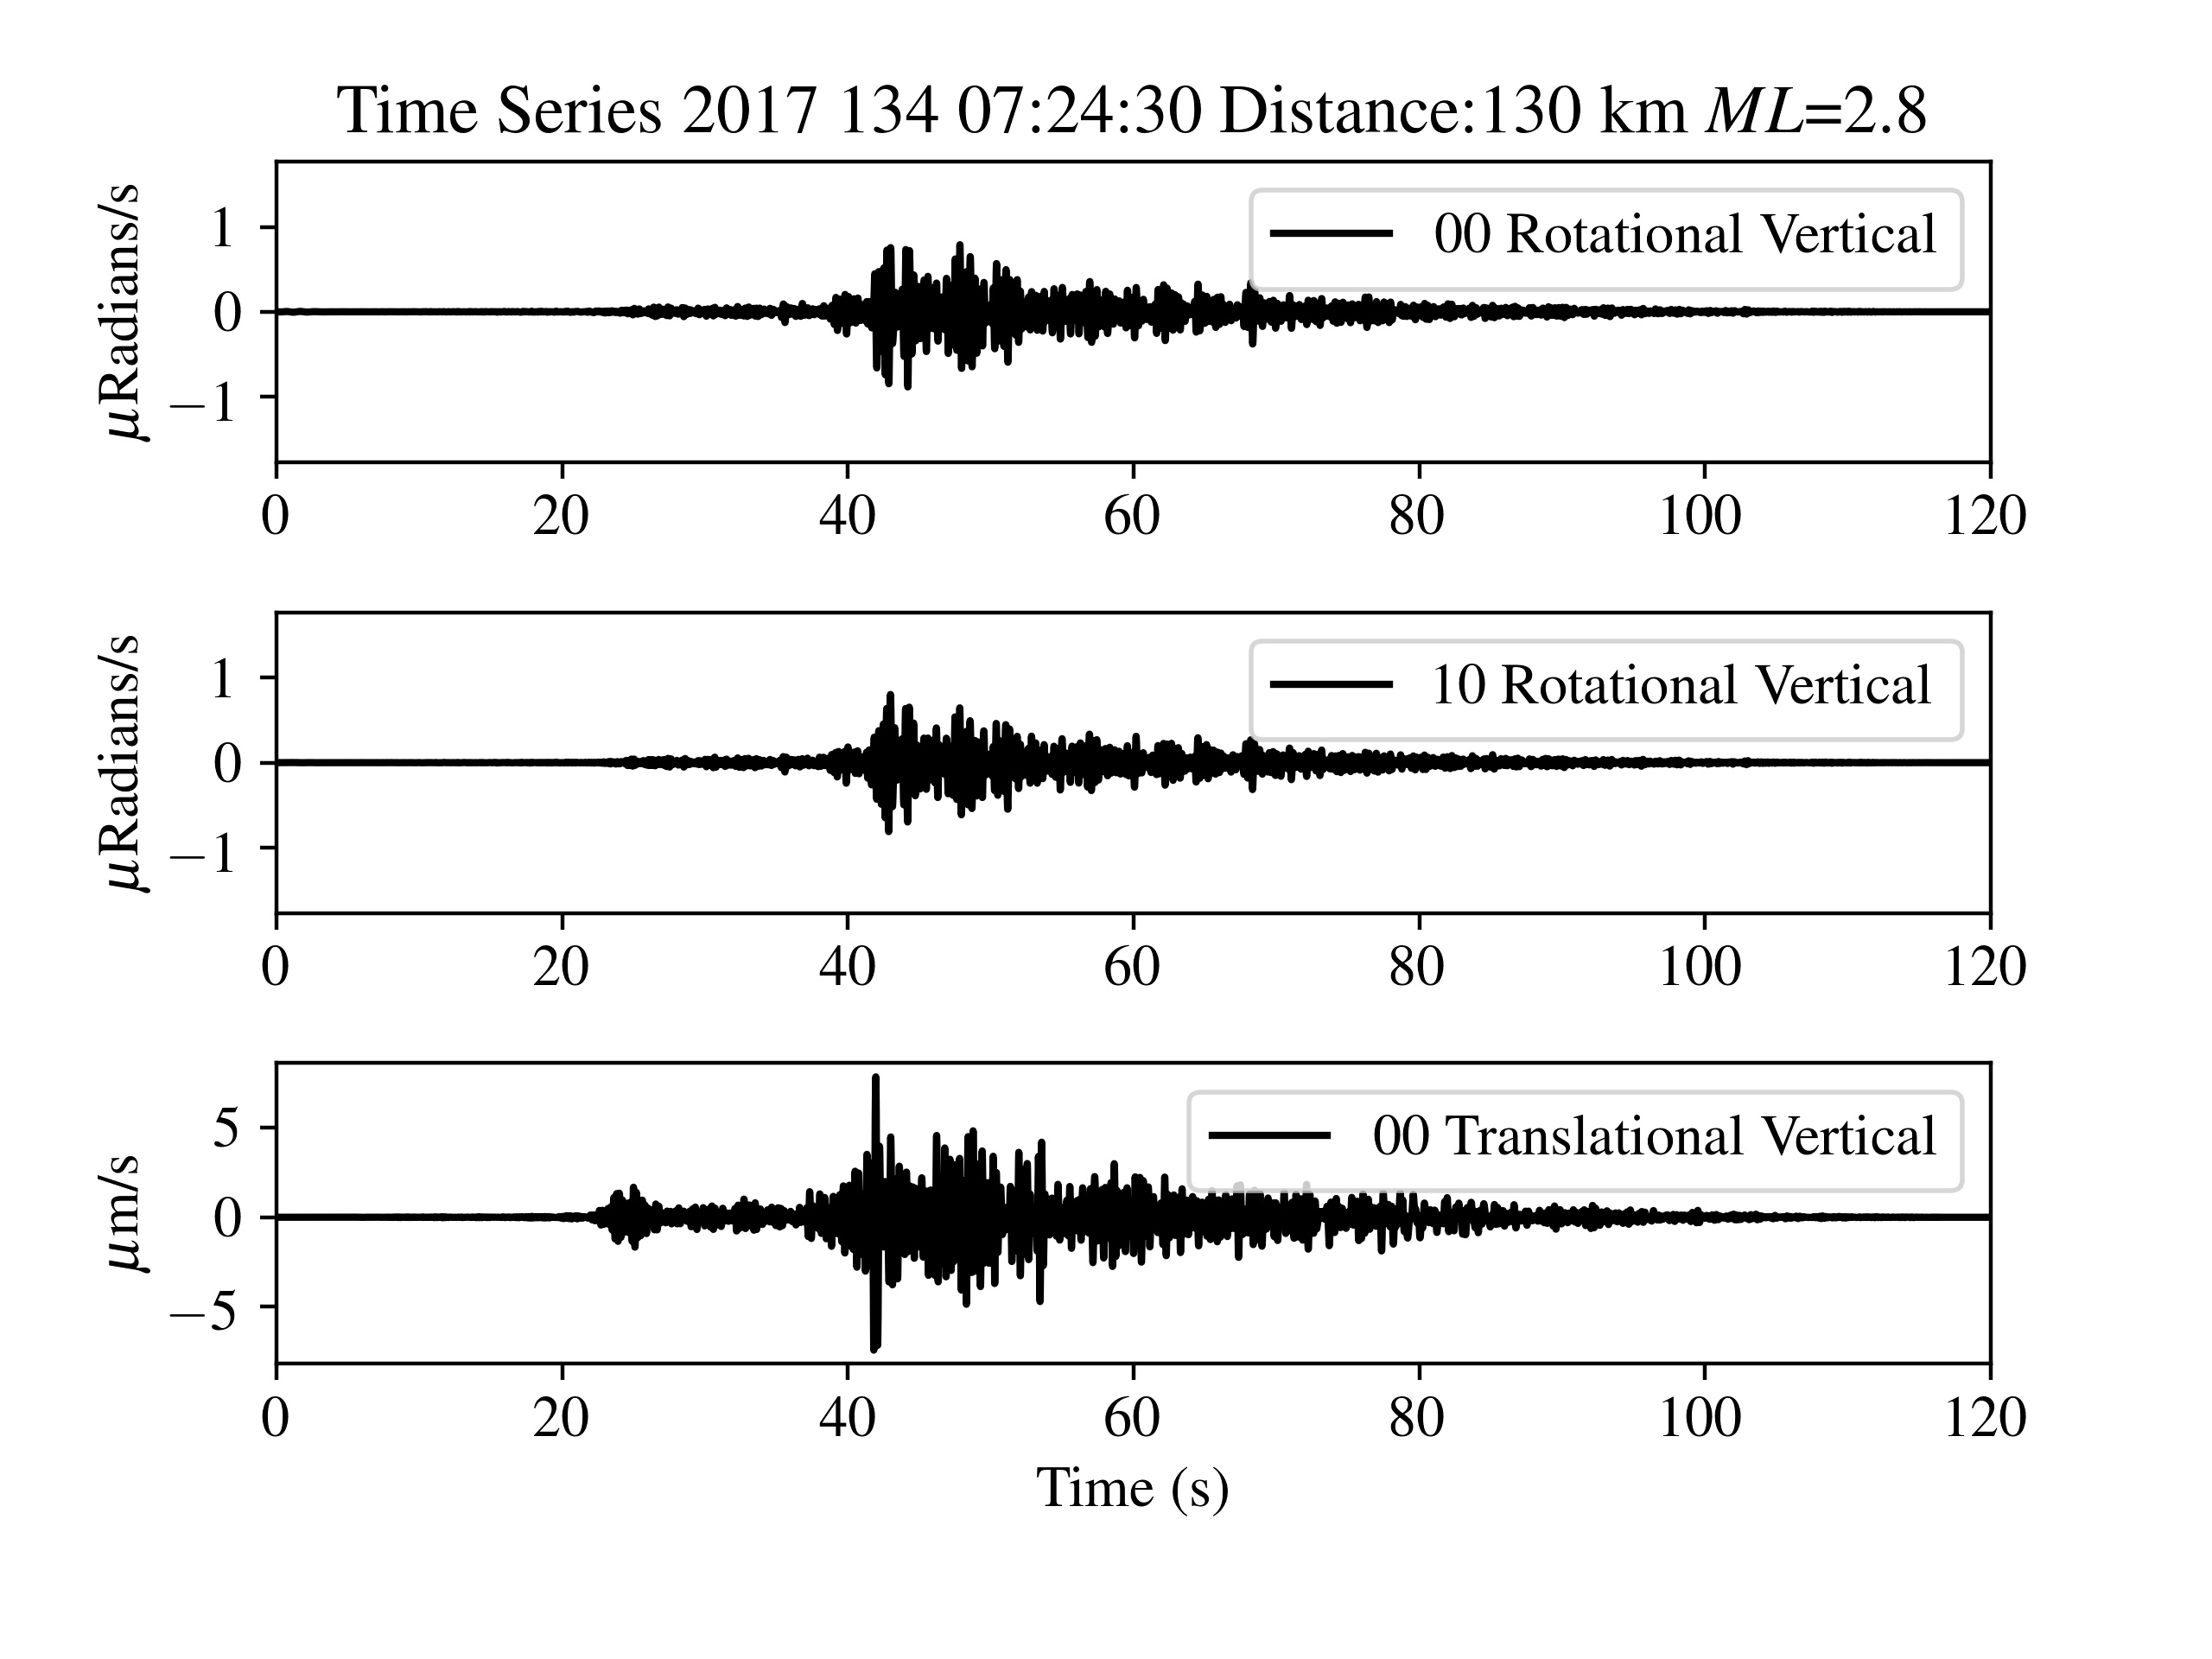 Time Series 2017 134 07:24:30 Distance:130 km ML=2.8
μRadians/s
1
0
−1
00 Rotational Vertical
0 20 40 60 80 100 120
μRadians/s
1
0
−1
10 Rotational Vertical
0 20 40 60 80 100 120
μm/s
5
0
−5
00 Translational Vertical
0 20 40 60 80 100 120
Time (s)